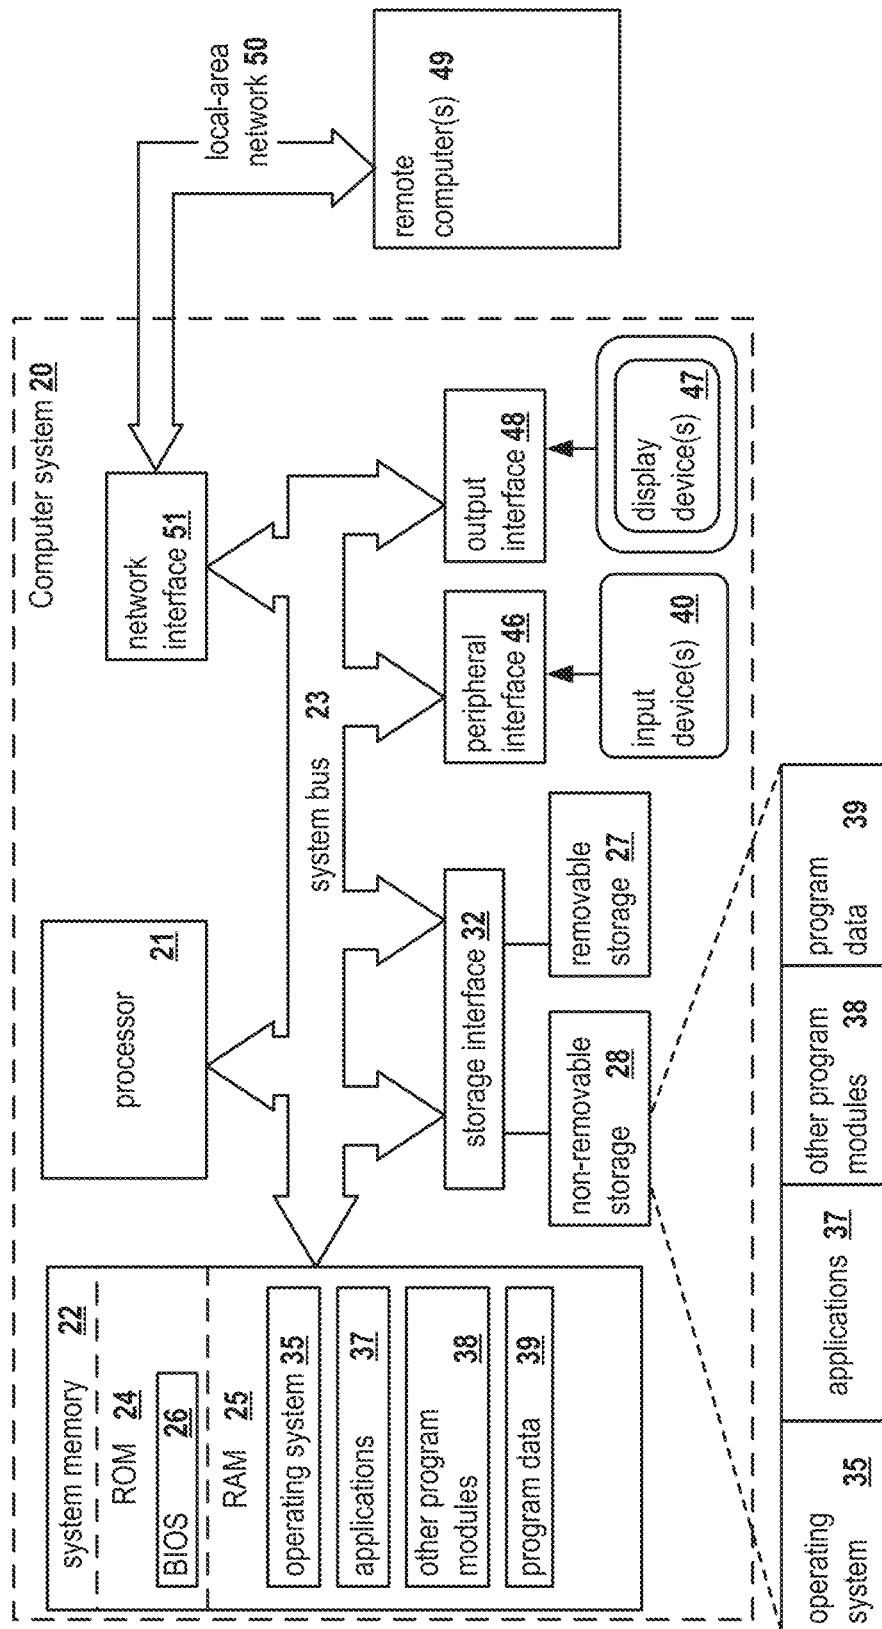 Computer system 20
system memory 22
ROM 24
BIOS 26
RAM 25
operating system 35
applications 37
other program
modules 38
program data 39
processor
21
network
interface 51
local-area
network 50
remote
computer(s) 49
system bus 23
storage interface 32
non-removable
storage 28
removable
storage 27
peripheral
interface 46
output
interface 48
input
device(s) 40
display
device(s) 47
operating
system 35
applications 37
other program
modules 38
program
data 39